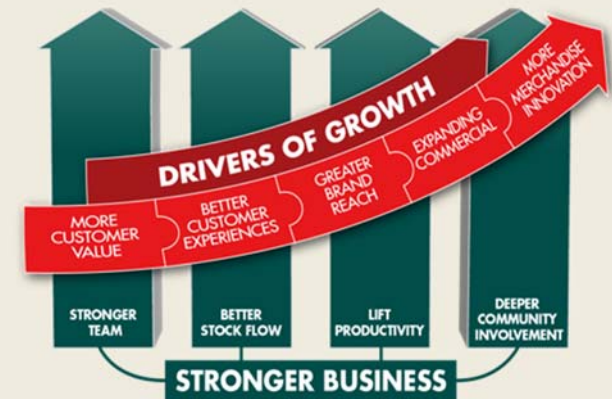 DRIVERS OF GROWTH
MORE
CUSTOMER
VALUE
BETTER
CUSTOMER
EXPERIENCES
GREATER
BRAND
REACH
EXPANDING
COMMERCIAL
MORE
MERCHANDISE
INNOVATION
STRONGER
TEAM
BETTER
STOCK FLOW
LIFT
PRODUCTIVITY
DEEPER
COMMUNITY
INVOLVEMENT
STRONGER BUSINESS